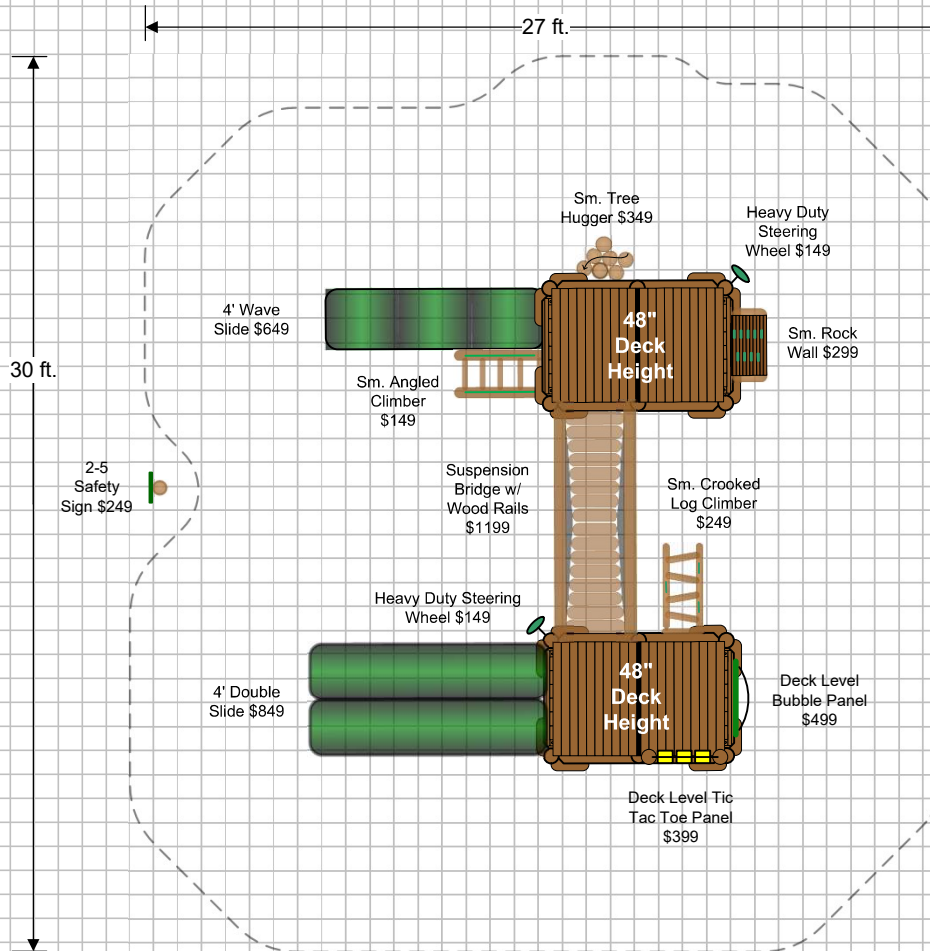 27 ft.
30 ft.
Sm. Tree
Hugger $349
Heavy Duty
Steering
Wheel $149
4' Wave
Slide $649
48"
Deck
Height
Sm. Rock
Wall $299
Sm. Angled
Climber
$149
2-5
Safety
Sign $249
Suspension
Bridge w/
Wood Rails
$1199
Sm. Crooked
Log Climber
$249
Heavy Duty Steering
Wheel $149
4' Double
Slide $849
48"
Deck
Height
Deck Level
Bubble Panel
$499
Deck Level Tic
Tac Toe Panel
$399